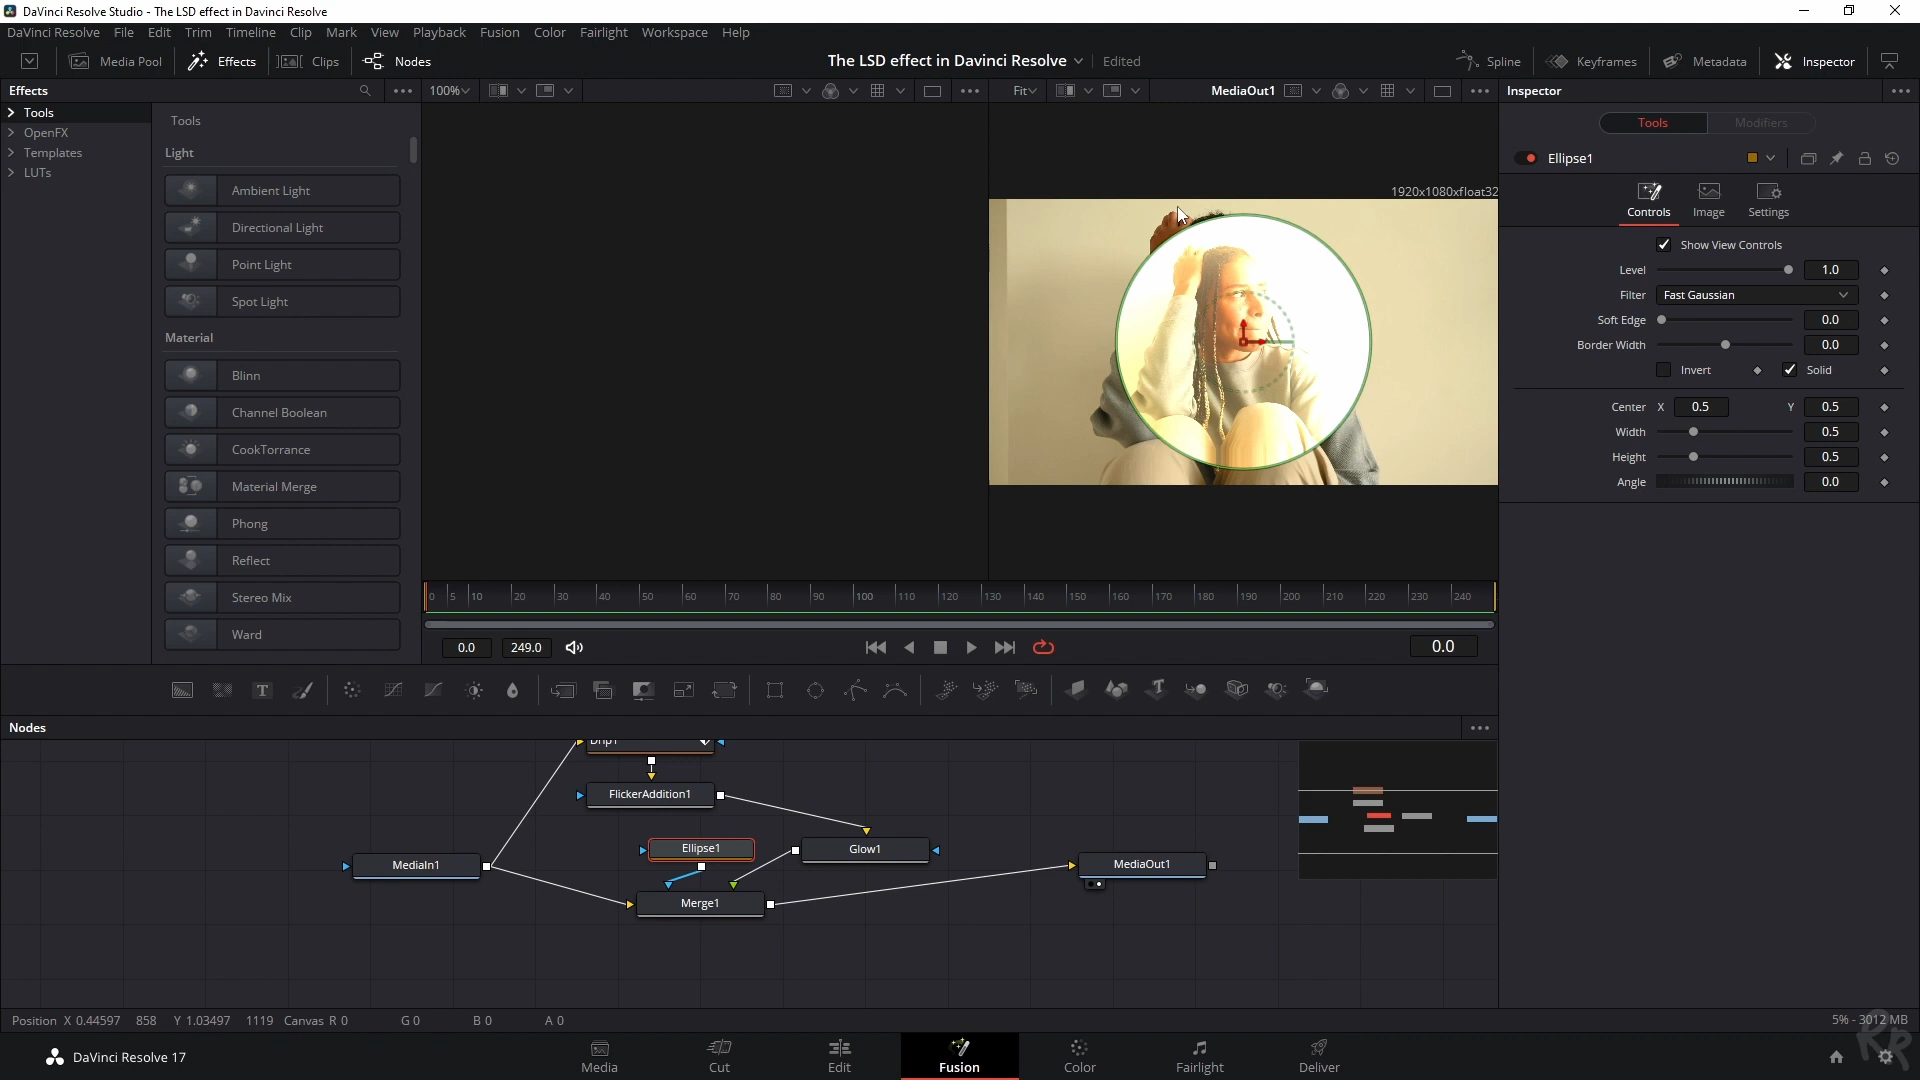 DaVinci Resolve Studio - The LSD effect in Davinci Resolve
DaVinci Resolve File Edit Trim Timeline Clip Mark View Playback Fusion Color Fairlight Workspace Help
Media Pool Effects Clips Nodes The LSD effect in Davinci Resolve Edited Spline Keyframes Metadata Inspector
Effects 100% Fit MediaOut1 Inspector
Tools
OpenFX
Templates
LUTs
Tools
Light
Ambient Light
Directional Light
Point Light
Spot Light
Material
Blinn
Channel Boolean
CookTorrance
Material Merge
Phong
Reflect
Stereo Mix
Ward
1920x1080xfloat32
Tools Modifiers
Ellipse1
Controls Image Settings
Show View Controls
Level 1.0
Filter Fast Gaussian
Soft Edge 0.0
Border Width 0.0
Invert Solid
Center X 0.5 Y 0.5
Width 0.5
Height 0.5
Angle 0.0
0 5 10 20 30 40 50 60 70 80 90 100 110 120 130 140 150 160 170 180 190 200 210 220 230 240
0.0 249.0 0.0
Nodes
Drip1
FlickerAddition1
Ellipse1
Glow1
MediaIn1
MediaOut1
Merge1
Position X 0.44597 858 Y 1.03497 1119 Canvas R 0 G 0 B 0 A 0 5% - 3012 MB
DaVinci Resolve 17 Media Cut Edit Fusion Color Fairlight Deliver
RR